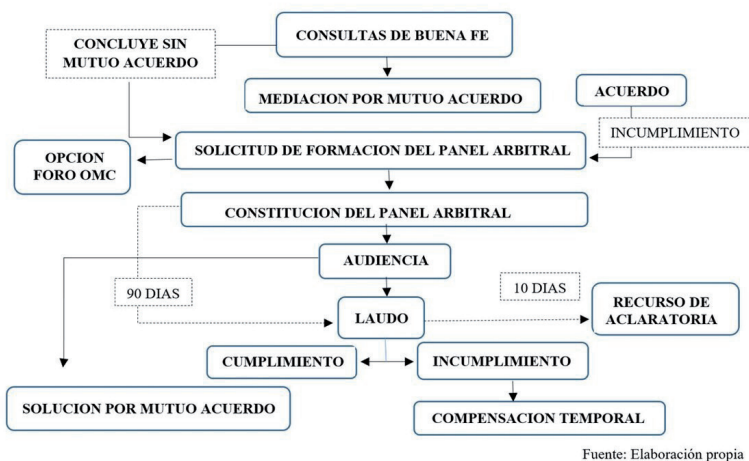 CONCLUYE SIN
MUTUO ACUERDO
CONSULTAS DE BUENA FE
MEDIACION POR MUTUO ACUERDO
ACUERDO
INCUMPLIMIENTO
OPCION
FORO OMC
SOLICITUD DE FORMACION DEL PANEL ARBITRAL
CONSTITUCION DEL PANEL ARBITRAL
AUDIENCIA
90 DIAS
10 DIAS
LAUDO
RECURSO DE
ACLARATORIA
CUMPLIMIENTO
INCUMPLIMIENTO
SOLUCION POR MUTUO ACUERDO
COMPENSACION TEMPORAL
Fuente: Elaboración propia